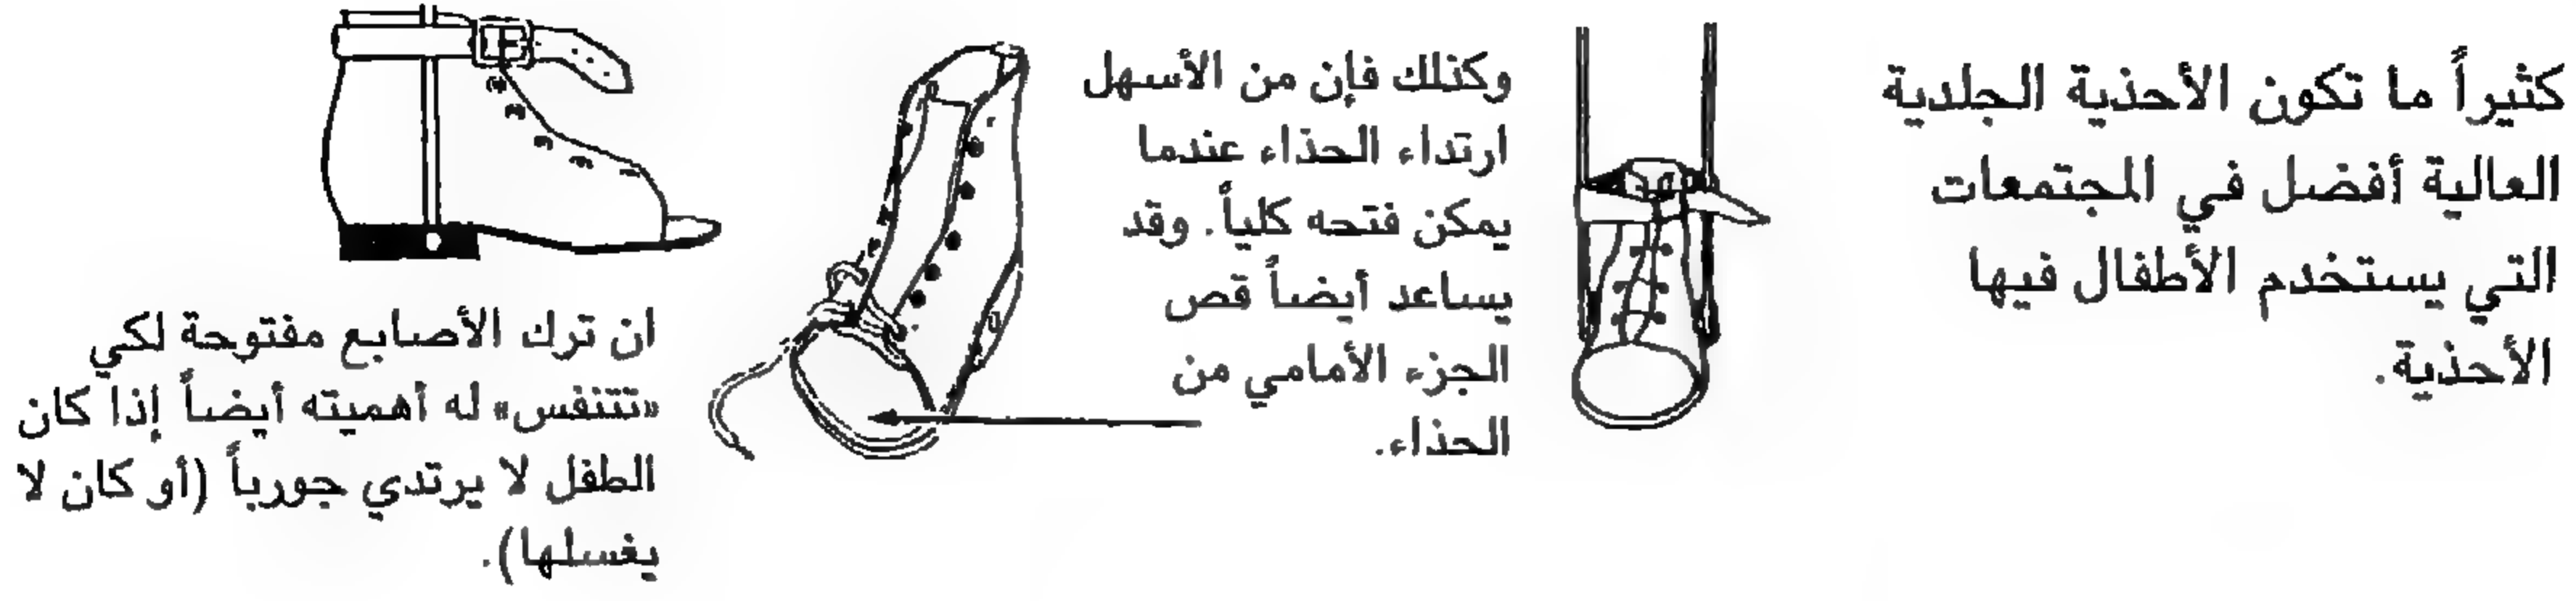 كثيراً ما تكون الأحذية الجلدية
العالية أفضل في المجتمعات
التي يستخدم الأطفال فيها
الأحذية.
وكذلك فإن من الأسهل
ارتداء الحذاء عندما
يمكن فتحه كلياً. وقد
يساعد أيضاً قص
الجزء الأمامي من
الحذاء.
ان ترك الأصابع مفتوحة لكي
«تتنفس» له أهميته أيضاً إذا كان
الطفل لا يرتدي جورباً (أو كان لا
يغسلها).